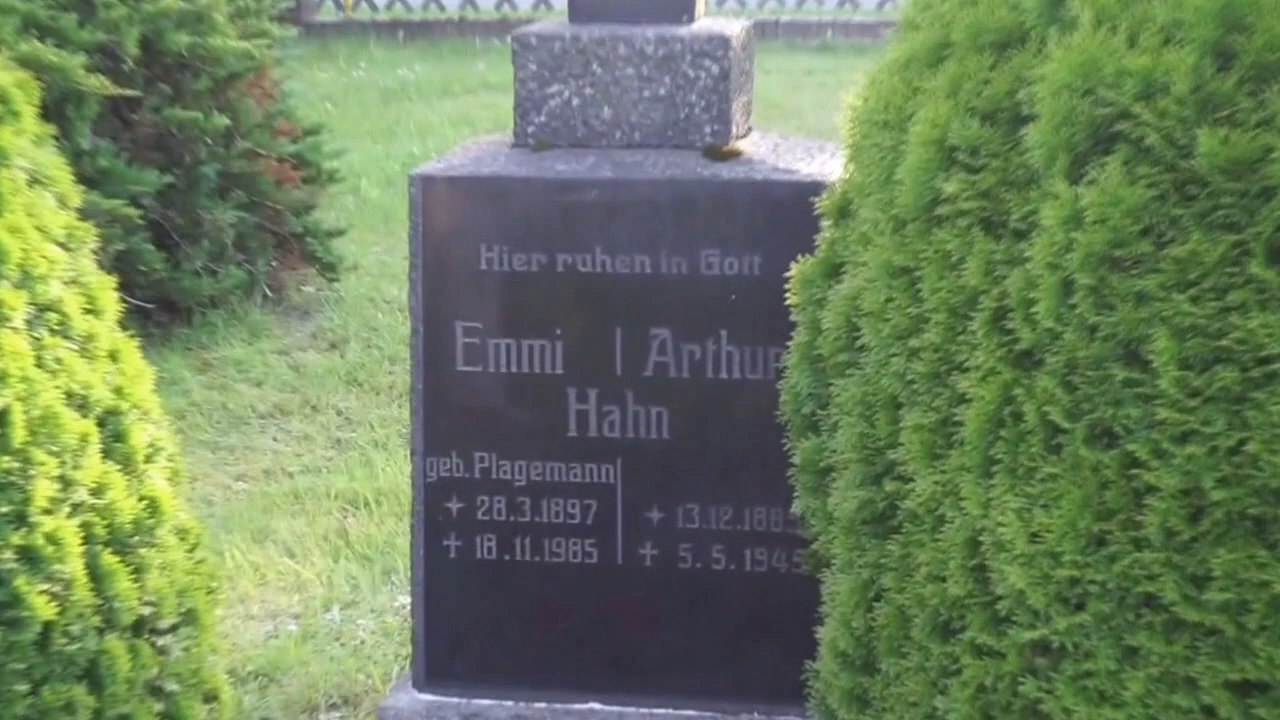 Hier ruhen in Gott
Emmi | Arthur
Hahn
geb. Plagemann
28.3.1897
18.11.1985
5.5.1945